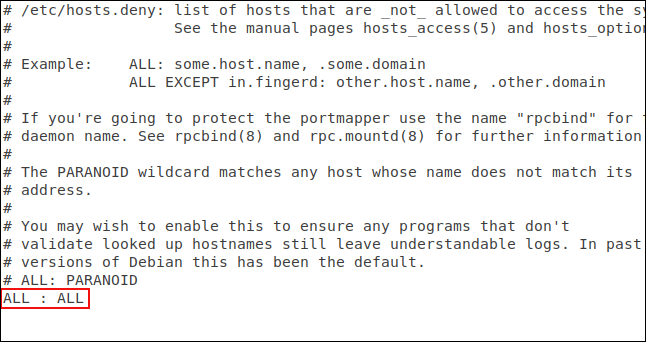 # /etc/hosts.deny: list of hosts that are _not_ allowed to access the
#                  See the manual pages hosts_access(5) and
#
# Example:    ALL: some.host.name, .some.domain
#             ALL EXCEPT in.fingerd: other.host.name, .other.domain
#
# If you're going to protect the portmapper use the name "rpcbind" for
# daemon name. See rpcbind(8) and rpc.mountd(8) for further information
#
# The PARANOID wildcard matches any host whose name does not match its
# address.
#
# You may wish to enable this to ensure any programs that don't
# validate looked up hostnames still leave understandable logs. In past
# versions of Debian this has been the default.
# ALL: PARANOID
ALL : ALL